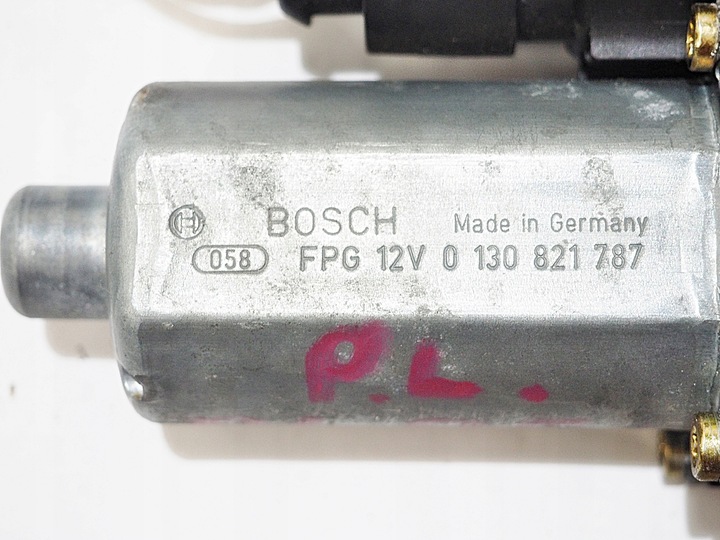 BOSCH Made in Germany
058 FPG 12V 0 130 821 787
P.L.